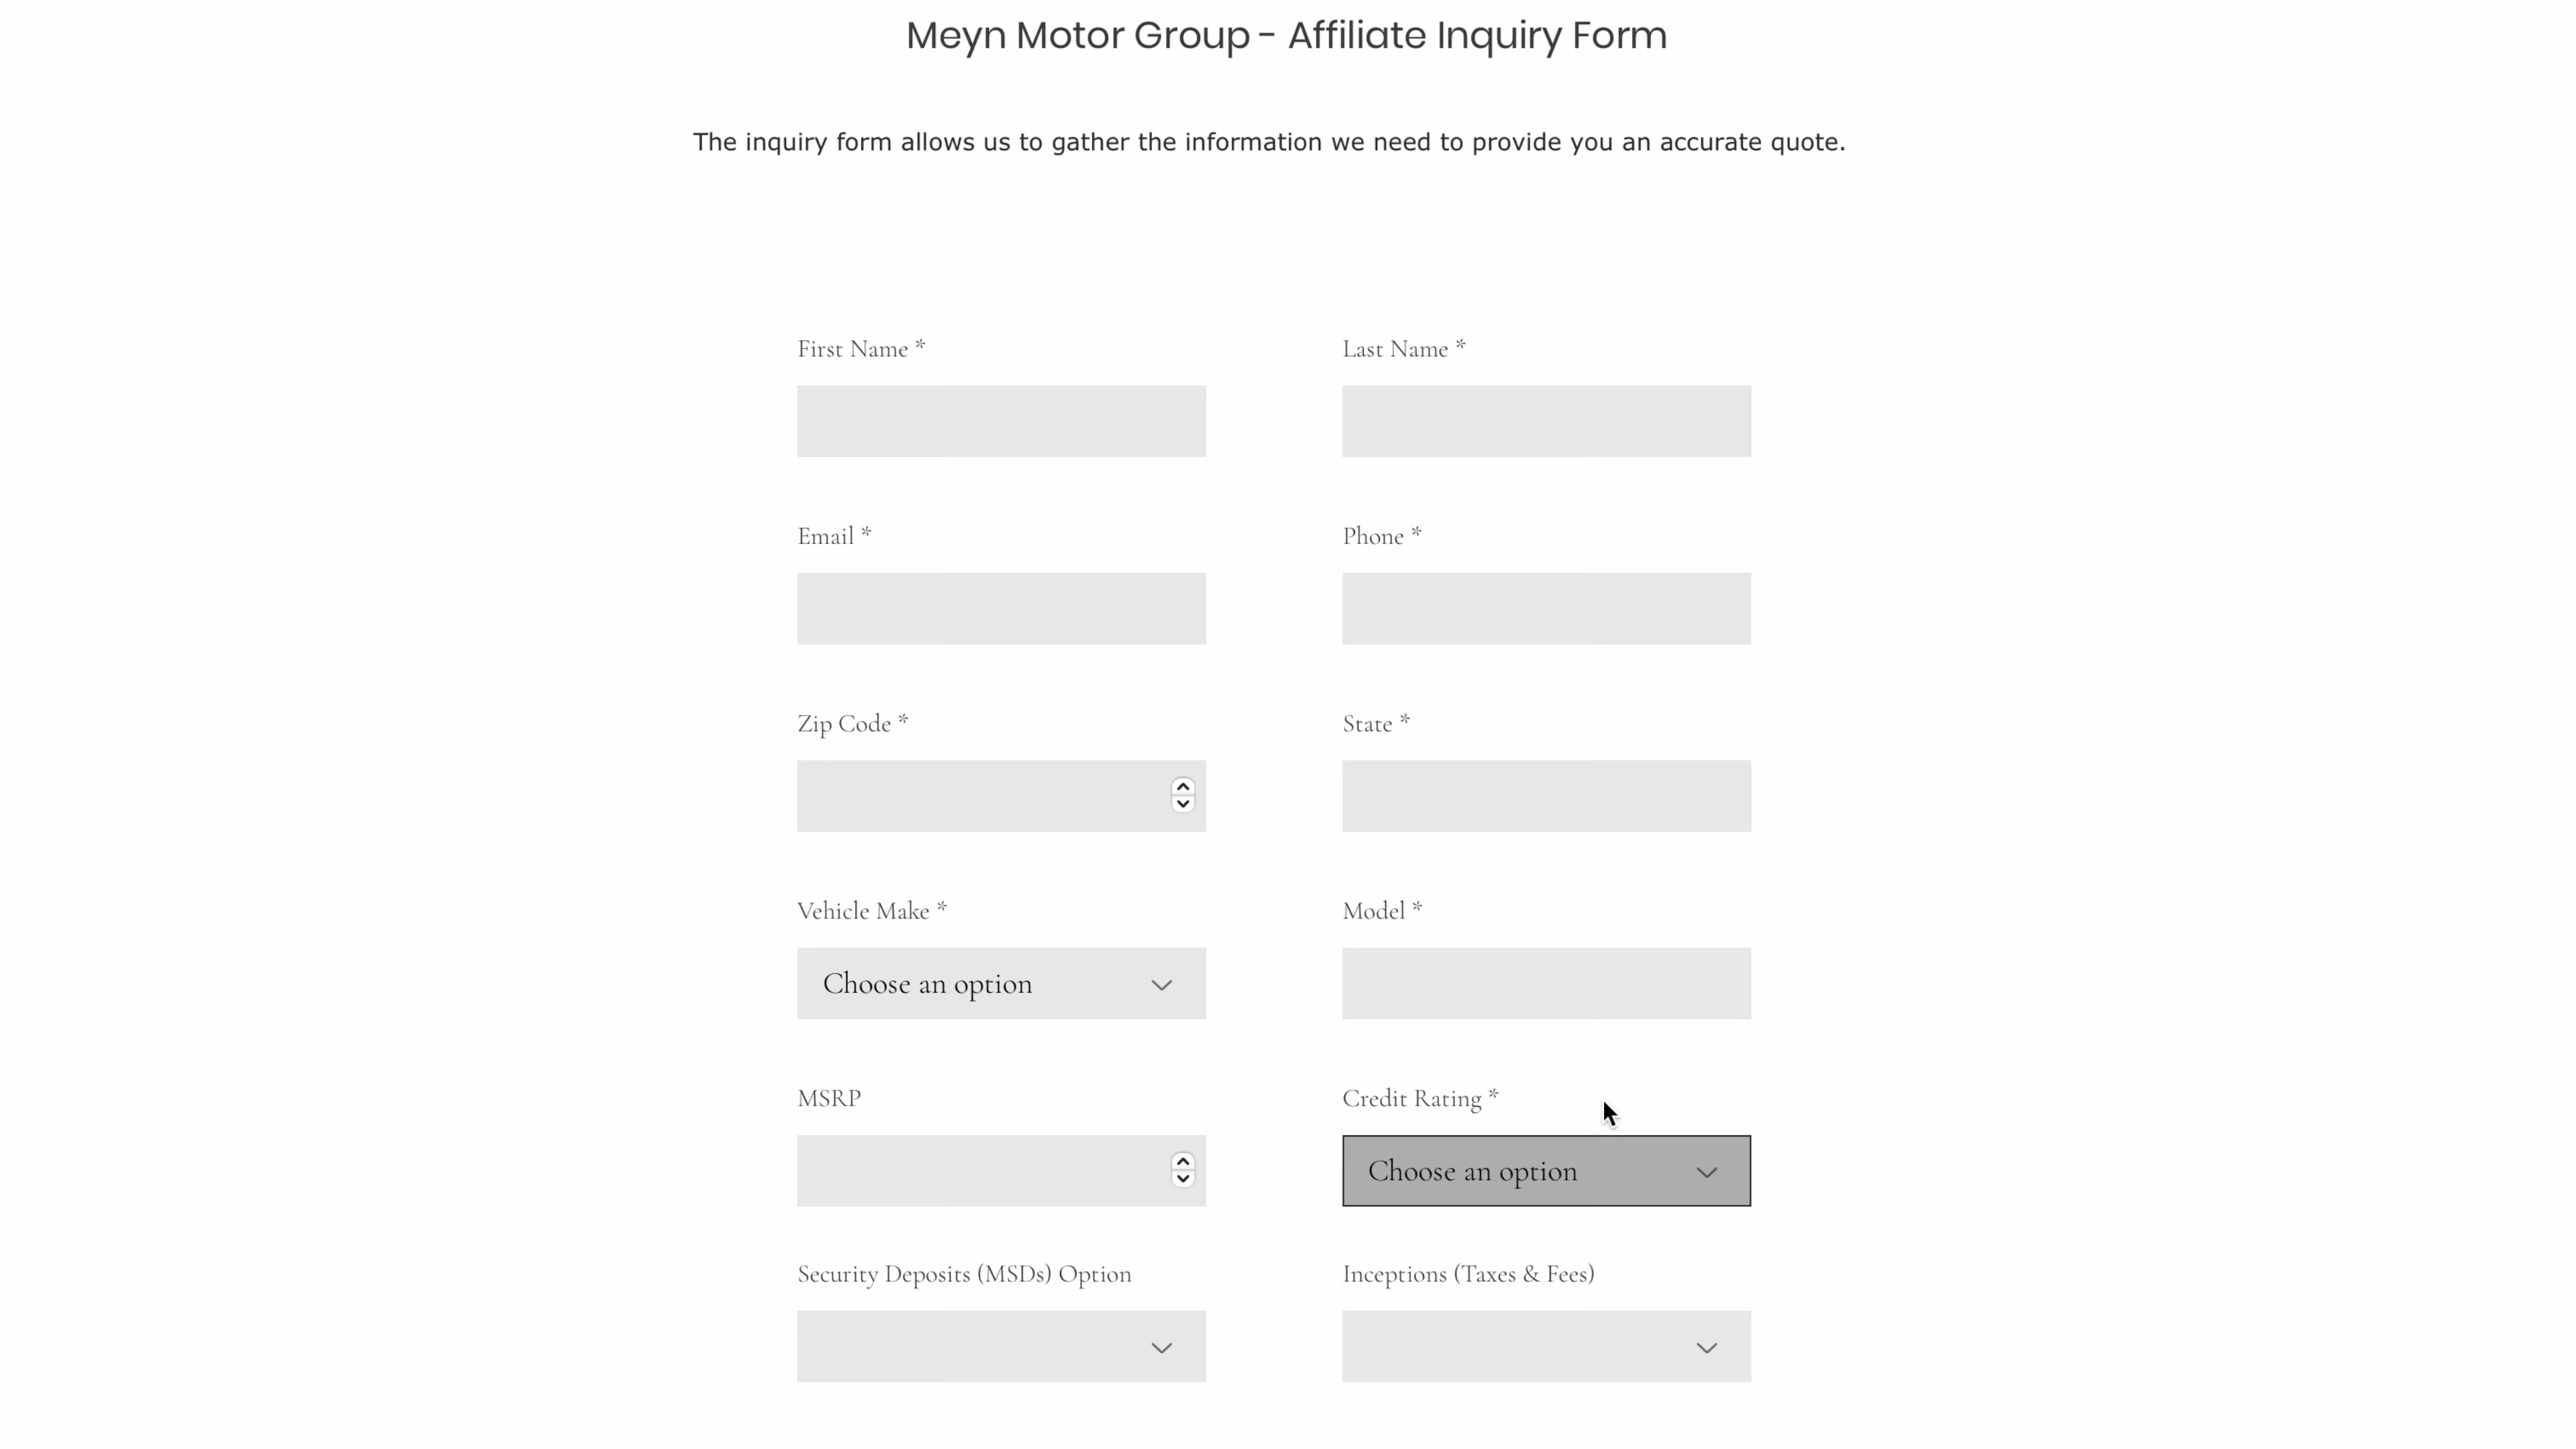 Meyn Motor Group - Affiliate Inquiry Form
The inquiry form allows us to gather the information we need to provide you an accurate quote.
First Name *
Last Name *
Email *
Phone *
Zip Code *
State *
Vehicle Make *
Model *
Choose an option
MSRP
Credit Rating *
Choose an option
Security Deposits (MSDs) Option
Inceptions (Taxes & Fees)